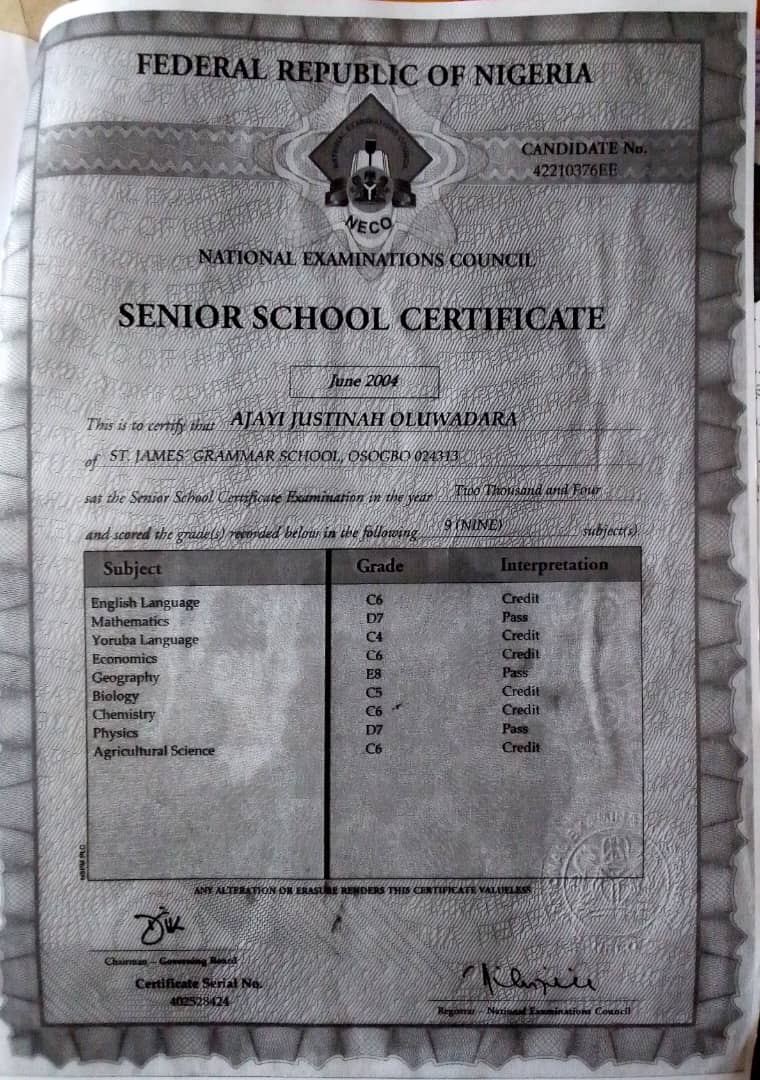 FEDERAL REPUBLIC OF NIGERIA
CANDIDATE No.
42210376EE
NATIONAL EXAMINATIONS COUNCIL
NECO
NATIONAL EXAMINATIONS COUNCIL
SENIOR SCHOOL CERTIFICATE
June 2004
This is to certify that AJAYI JUSTINAH OLUWADARA
of ST. JAMES' GRAMMAR SCHOOL, OSOGBO 024313
sat the Senior School Certificate Examination in the year Two Thousand and Four
and scored the grade(s) recorded below in the following 9 (NINE) subject(s)
Subject Grade Interpretation
English Language C6 Credit
Mathematics D7 Pass
Yoruba Language C4 Credit
Economics C6 Credit
Geography E8 Pass
Biology C5 Credit
Chemistry C6 Credit
Physics D7 Pass
Agricultural Science C6 Credit
NSPM PLC
ANY ALTERATION OR ERASURE RENDERS THIS CERTIFICATE VALUELESS
Chairman – Governing Board
Certificate Serial No.
402528424
Registrar – National Examinations Council